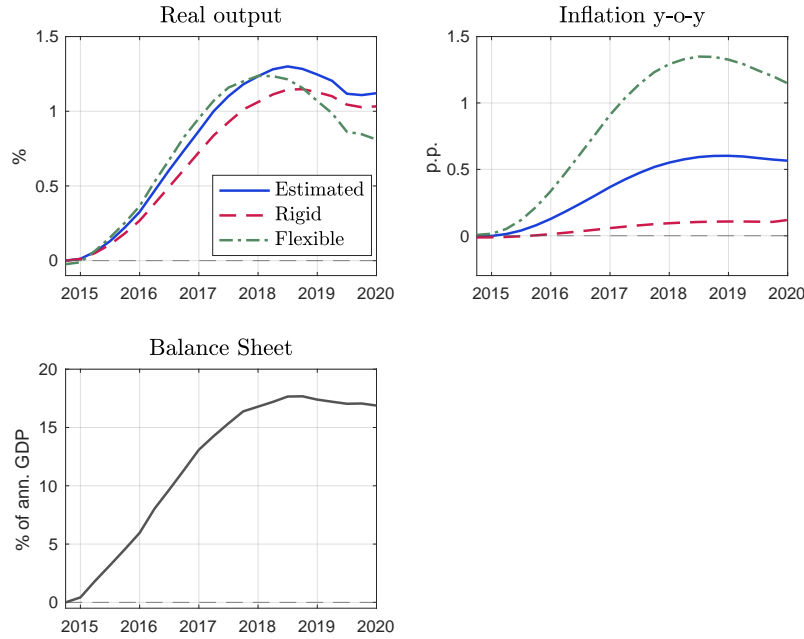 Real output
1.5
1
0.5
0
%
Estimated
Rigid
Flexible
2015 2016 2017 2018 2019 2020
Inflation y-o-y
1.5
1
0.5
0
p.p.
2015 2016 2017 2018 2019 2020
Balance Sheet
20
15
10
5
0
% of ann. GDP
2015 2016 2017 2018 2019 2020